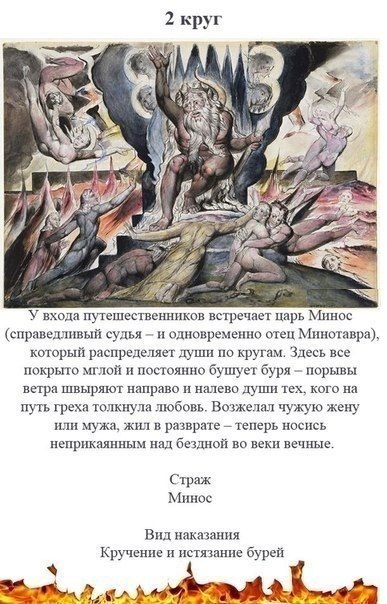 2 круг
У входа путешественников встречает царь Минос
(справедливый судья – и одновременно отец Минотавра),
который распределяет души по кругам. Здесь все
покрыто мглой и постоянно бушует буря – порывы
ветра швыряют направо и налево души тех, кого на
путь греха толкнула любовь. Возжелал чужую жену
или мужа, жил в разврате – теперь носись
неприкаянным над бездной во веки вечные.
Страж
Минос
Вид наказания
Кручение и истязание бурей